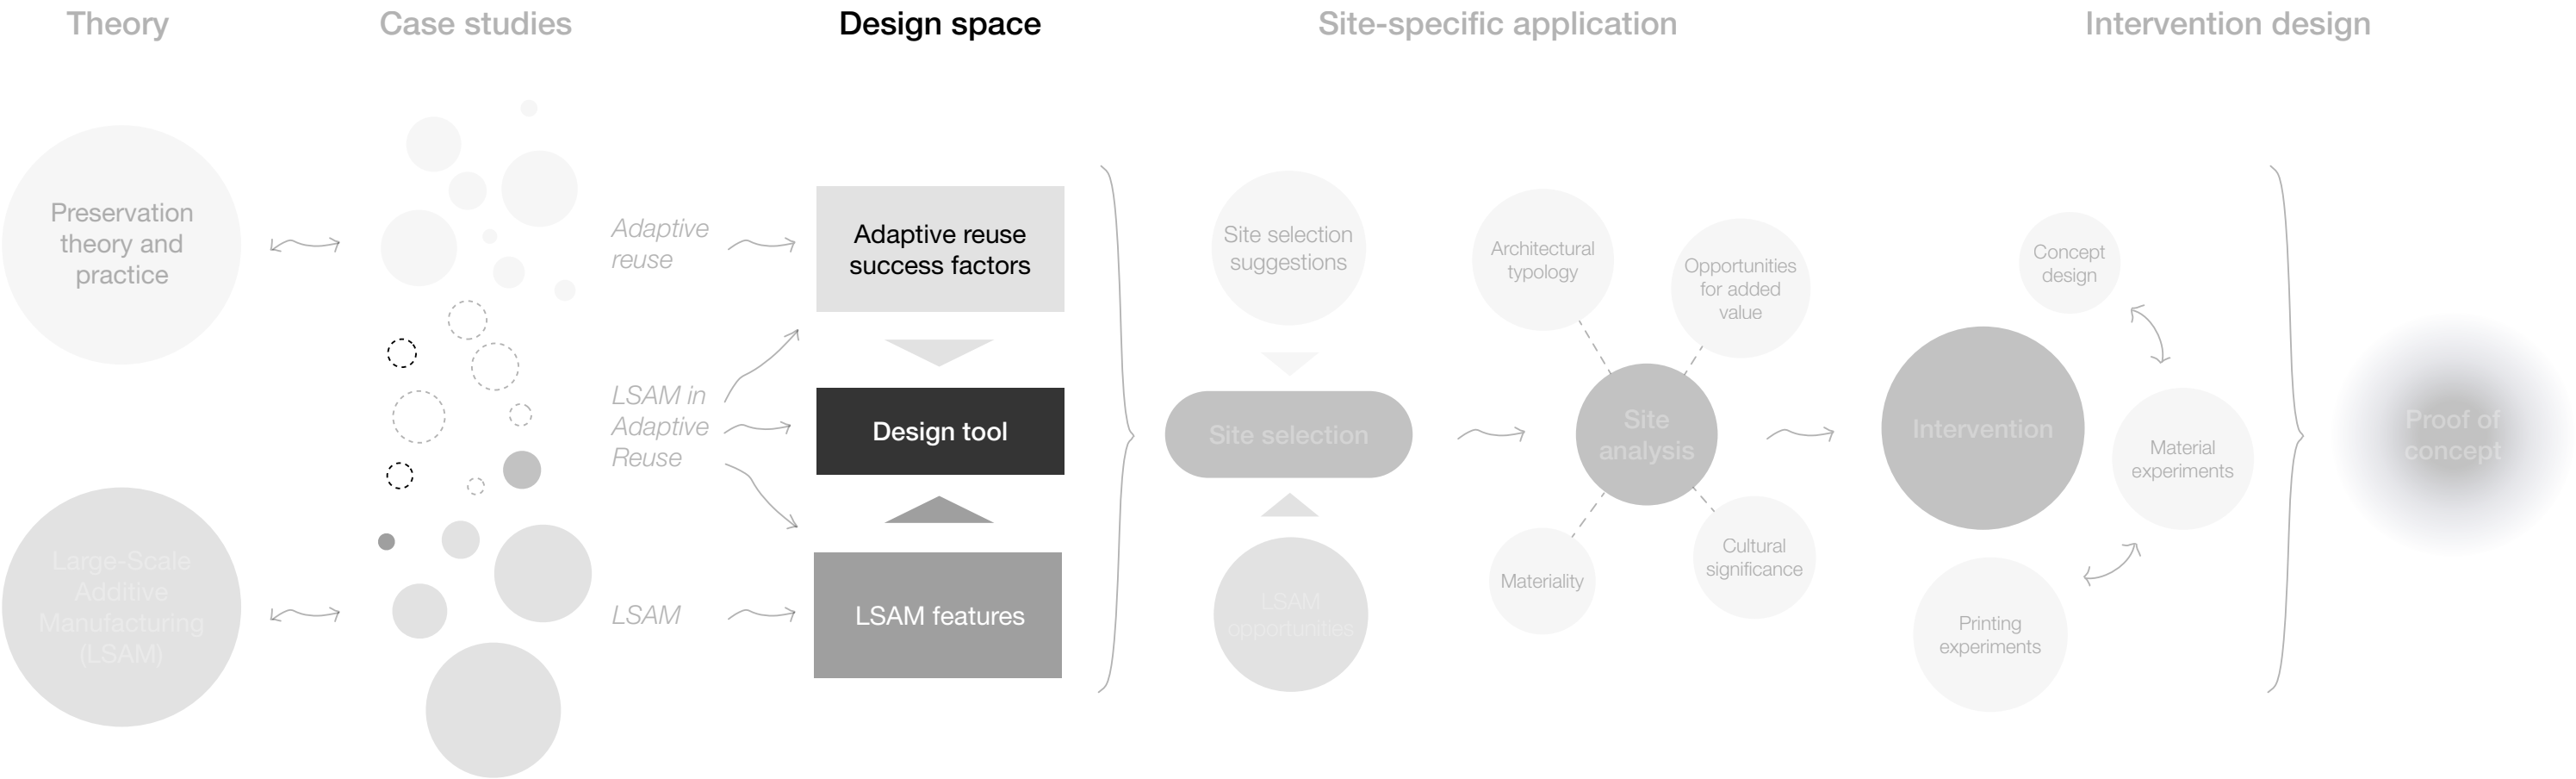 Theory
Case studies
Design space
Site-specific application
Intervention design
Preservation
theory and
practice
Large-Scale
Additive
Manufacturing
(LSAM)
Adaptive
reuse
LSAM in
Adaptive
Reuse
LSAM
Adaptive reuse
success factors
Design tool
LSAM features
Site selection
suggestions
Site selection
LSAM
opportunities
Architectural
typology
Opportunities
for added
value
Site
analysis
Materiality
Cultural
significance
Concept
design
Intervention
Material
experiments
Printing
experiments
Proof of
concept